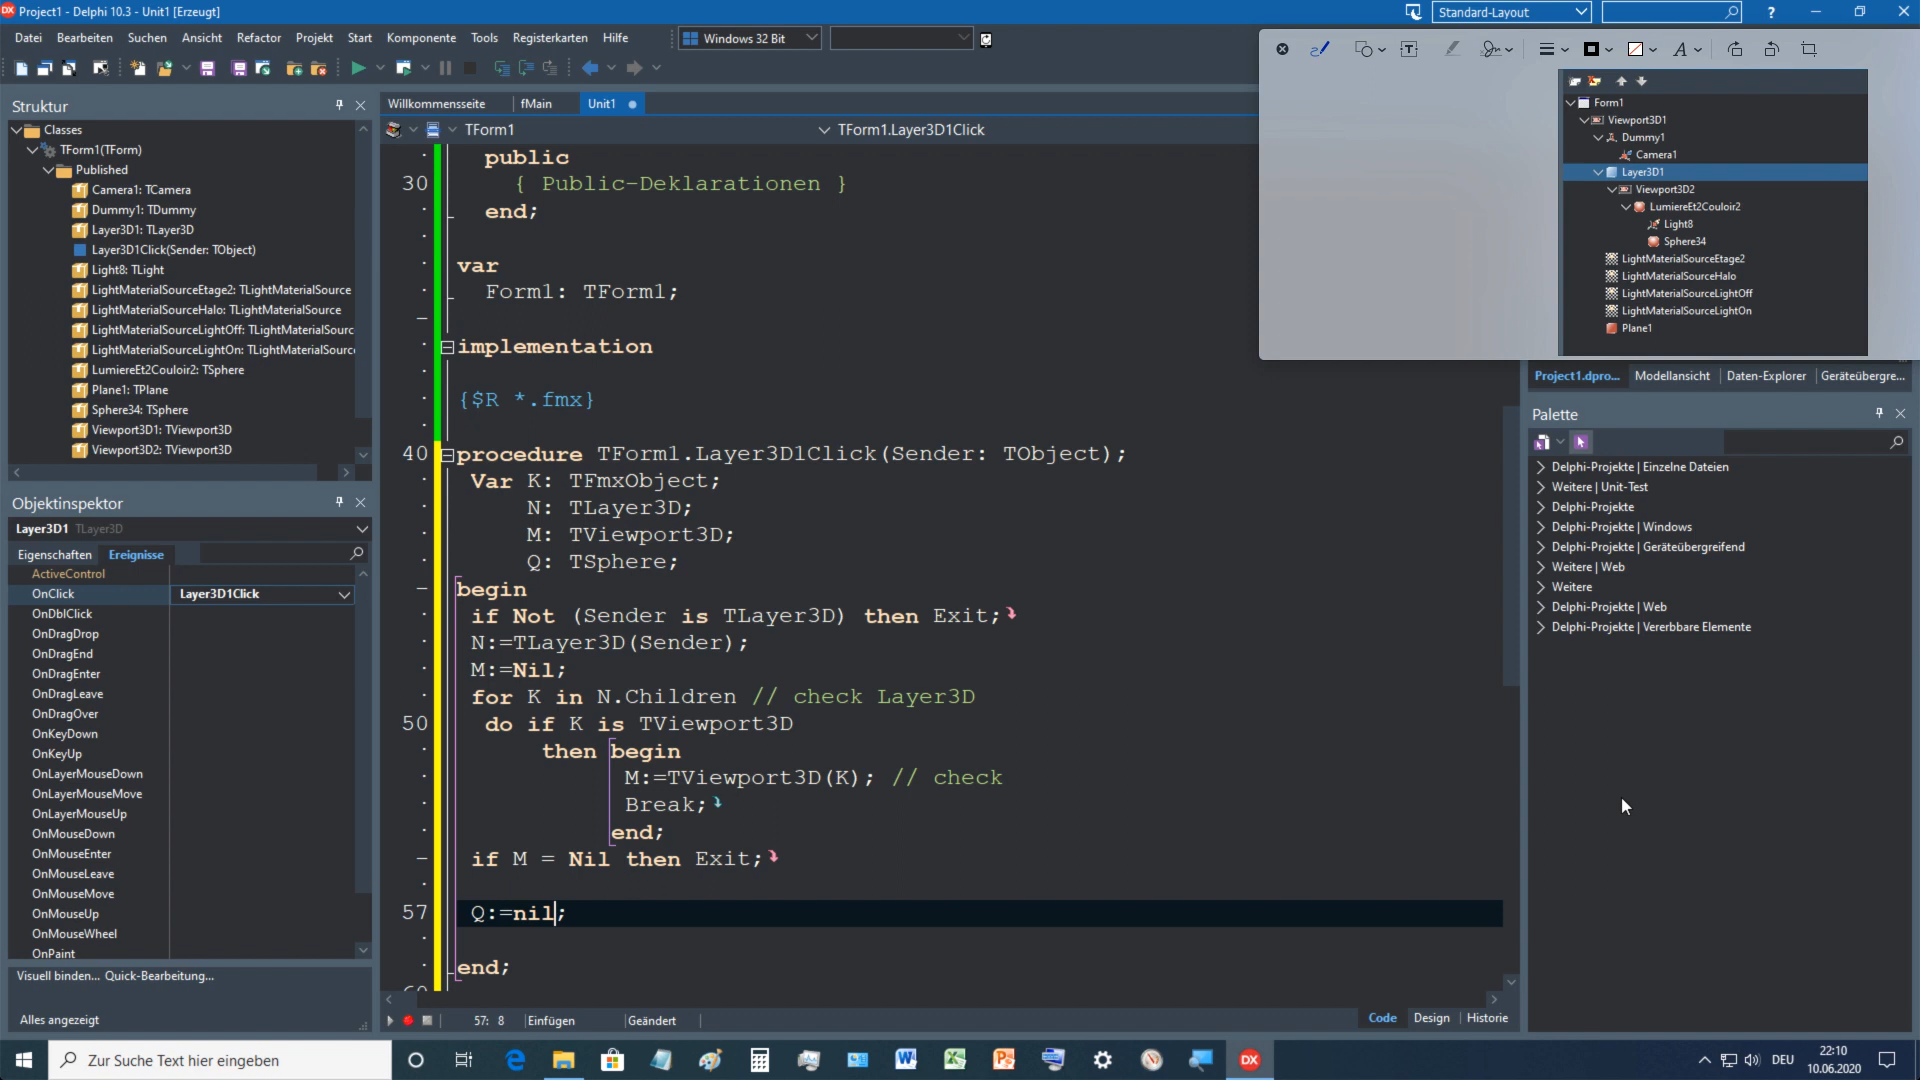 Project1 - Delphi 10.3 - Unit1 [Erzeugt]
Standard-Layout
?
Datei Bearbeiten Suchen Ansicht Refactor Projekt Start Komponente Tools Registerkarten Hilfe
Windows 32 Bit
Struktur
Classes
TForm1(TForm)
Published
Camera1: TCamera
Dummy1: TDummy
Layer3D1: TLayer3D
Layer3D1Click(Sender: TObject)
Light8: TLight
LightMaterialSourceEtage2: TLightMaterialSource
LightMaterialSourceHalo: TLightMaterialSource
LightMaterialSourceLightOff: TLightMaterialSourc
LightMaterialSourceLightOn: TLightMaterialSourc
LumiereEt2Couloir2: TSphere
Plane1: TPlane
Sphere34: TSphere
Viewport3D1: TViewport3D
Viewport3D2: TViewport3D
Objektinspektor
Layer3D1 TLayer3D
Eigenschaften Ereignisse
ActiveControl
OnClick Layer3D1Click
OnDblClick
OnDragDrop
OnDragEnd
OnDragEnter
OnDragLeave
OnDragOver
OnKeyDown
OnKeyUp
OnLayerMouseDown
OnLayerMouseMove
OnLayerMouseUp
OnMouseDown
OnMouseEnter
OnMouseLeave
OnMouseMove
OnMouseUp
OnMouseWheel
OnPaint
Visuell binden... Quick-Bearbeitung...
Alles angezeigt
Willkommensseite fMain Unit1
TForm1 TForm1.Layer3D1Click
public
30 { Public-Deklarationen }
end;
var
Form1: TForm1;
implementation
{$R *.fmx}
40 procedure TForm1.Layer3D1Click(Sender: TObject);
Var K: TFmxObject;
N: TLayer3D;
M: TViewport3D;
Q: TSphere;
begin
if Not (Sender is TLayer3D) then Exit;
N:=TLayer3D(Sender);
M:=Nil;
for K in N.Children // check Layer3D
50 do if K is TViewport3D
then begin
M:=TViewport3D(K); // check
Break;
end;
if M = Nil then Exit;
57 Q:=nil;
end;
57: 8 Einfügen Geändert
Code Design Historie
Form1
Viewport3D1
Dummy1
Camera1
Layer3D1
Viewport3D2
LumiereEt2Couloir2
Light8
Sphere34
LightMaterialSourceEtage2
LightMaterialSourceHalo
LightMaterialSourceLightOff
LightMaterialSourceLightOn
Plane1
Project1.dpro... Modellansicht Daten-Explorer Geräteübergre...
Palette
Delphi-Projekte | Einzelne Dateien
Weitere | Unit-Test
Delphi-Projekte
Delphi-Projekte | Windows
Delphi-Projekte | Geräteübergreifend
Weitere | Web
Weitere
Delphi-Projekte | Web
Delphi-Projekte | Vererbbare Elemente
Zur Suche Text hier eingeben
DX
DEU
22:10
10.06.2020